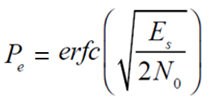 P_e = erfc(√(E_s / 2N_0))